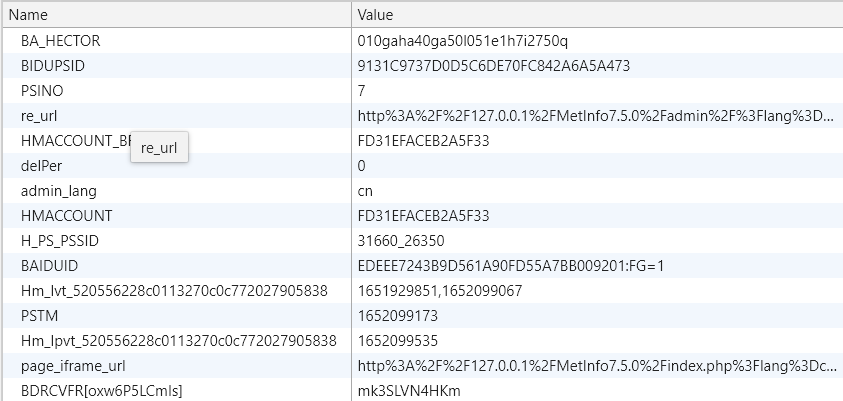 Name Value
BA_HECTOR 010gaha40ga50l051e1h7i2750q
BIDUPSID 9131C9737D0D5C6DE70FC842A6A5A473
PSINO 7
re_url http%3A%2F%2F127.0.0.1%2FMetInfo7.5.0%2Fadmin%2F%3Flang%3D...
HMACCOUNT_BF FD31EFACEB2A5F33
re_url
delPer 0
admin_lang cn
HMACCOUNT FD31EFACEB2A5F33
H_PS_PSSID 31660_26350
BAIDUID EDEEE7243B9D561A90FD55A7BB009201:FG=1
Hm_lvt_520556228c0113270c0c772027905838 1651929851,1652099067
PSTM 1652099173
Hm_lpvt_520556228c0113270c0c772027905838 1652099535
page_iframe_url http%3A%2F%2F127.0.0.1%2FMetInfo7.5.0%2Findex.php%3Flang%3Dc...
BDRCVFR[oxw6P5LCmls] mk3SLVN4HKm